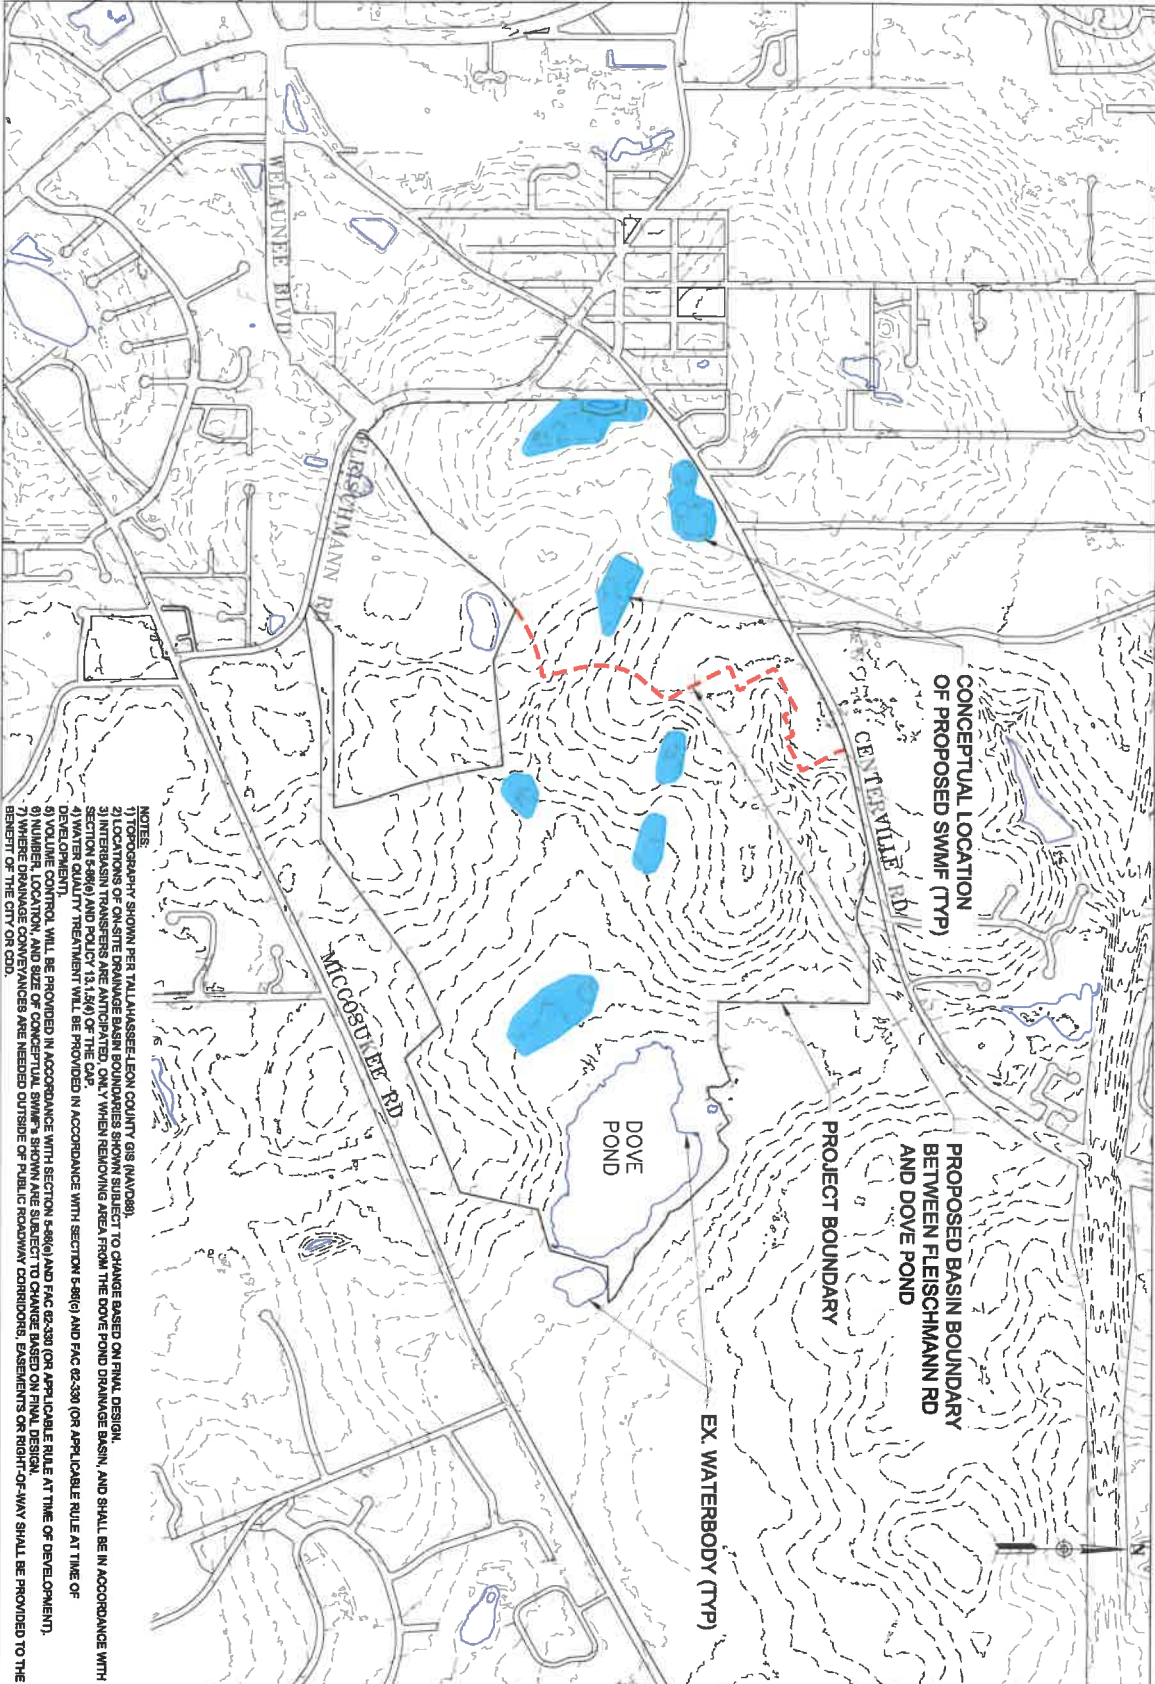 CONCEPTUAL LOCATION
OF PROPOSED SWMF (TYP)
PROPOSED BASIN BOUNDARY
BETWEEN FLEISCHMANN RD
AND DOVE POND
PROJECT BOUNDARY
EX. WATERBODY (TYP)
N
CENTERVILLE RD
WELAUNEE BLVD
FLEISCHMANN RD
DOVE
POND
MICCOSUKEE RD
NOTES:
1) TOPOGRAPHY SHOWN PER TALLAHASSEE-LEON COUNTY GIS (NAVD88).
2) LOCATIONS OF ON-SITE DRAINAGE BASIN BOUNDARIES SHOWN SUBJECT TO CHANGE BASED ON FINAL DESIGN.
3) INTERBASIN TRANSFERS ARE ANTICIPATED, ONLY WHEN REMOVING AREA FROM THE DOVE POND DRAINAGE BASIN, AND SHALL BE IN ACCORDANCE WITH
SECTION 5-86(e) AND POLICY 13.1.5(4) OF THE CAP.
4) WATER QUALITY TREATMENT WILL BE PROVIDED IN ACCORDANCE WITH SECTION 5-86(c) AND FAC 62-330 (OR APPLICABLE RULE AT TIME OF
DEVELOPMENT).
5) VOLUME CONTROL WILL BE PROVIDED IN ACCORDANCE WITH SECTION 5-86(e) AND FAC 62-330 (OR APPLICABLE RULE AT TIME OF DEVELOPMENT).
6) NUMBER, LOCATION, AND SIZE OF CONCEPTUAL SWMF's SHOWN ARE SUBJECT TO CHANGE BASED ON FINAL DESIGN.
7) WHERE DRAINAGE CONVEYANCES ARE NEEDED OUTSIDE OF PUBLIC ROADWAY CORRIDORS, EASEMENTS OR RIGHT-OF-WAY SHALL BE PROVIDED TO THE
BENEFIT OF THE CITY OR CDD.